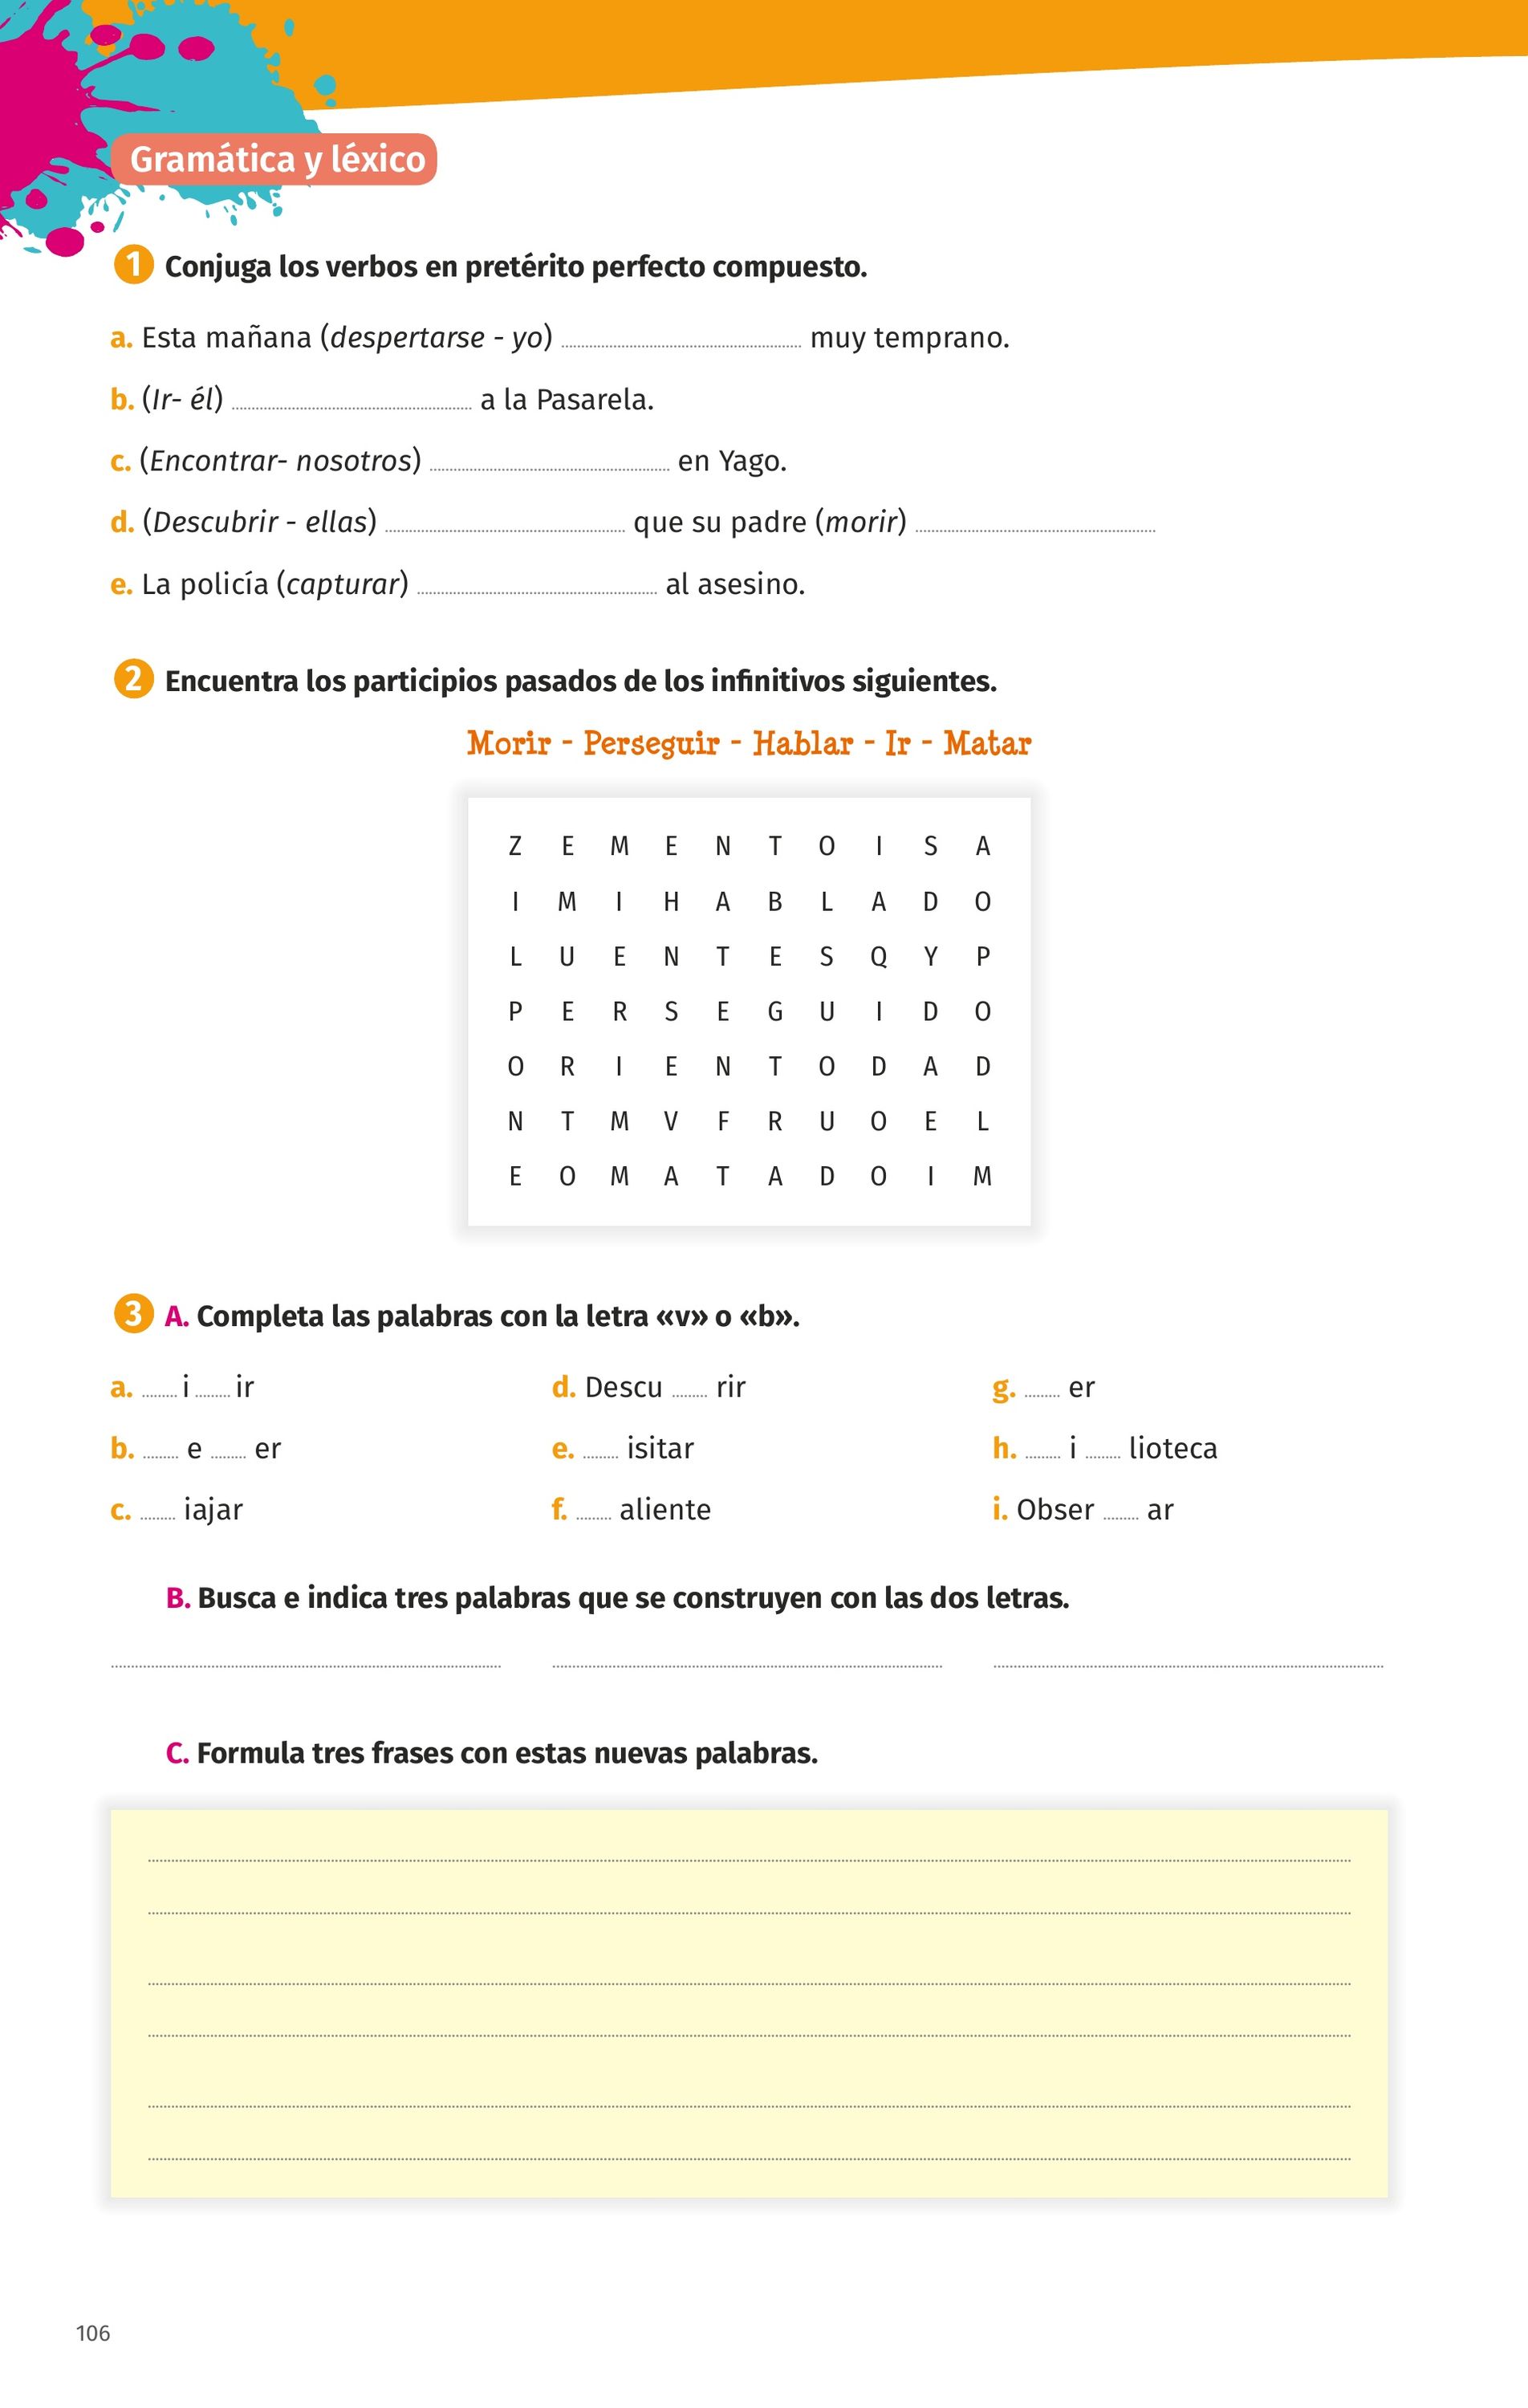 Gramática y léxico
1 Conjuga los verbos en pretérito perfecto compuesto.
a. Esta mañana (despertarse - yo) ........ muy temprano.
b. (Ir- él) ........ a la Pasarela.
c. (Encontrar- nosotros) ........ en Yago.
d. (Descubrir - ellas) ........ que su padre (morir) ........
e. La policía (capturar) ........ al asesino.
2 Encuentra los participios pasados de los infinitivos siguientes.
Morir - Perseguir - Hablar - Ir - Matar
Z E M E N T O I S A
I M I H A B L A D O
L U E N T E S Q Y P
P E R S E G U I D O
O R I E N T O D A D
N T M V F R U O E L
E O M A T A D O I M
3 A. Completa las palabras con la letra «v» o «b».
a. ........ i ........ ir
d. Descu ........ rir
g. ........ er
b. ........ e ........ er
e. ........ isitar
h. ........ i ........ lioteca
c. ........ iajar
f. ........ aliente
i. Obser ........ ar
B. Busca e indica tres palabras que se construyen con las dos letras.
C. Formula tres frases con estas nuevas palabras.
106